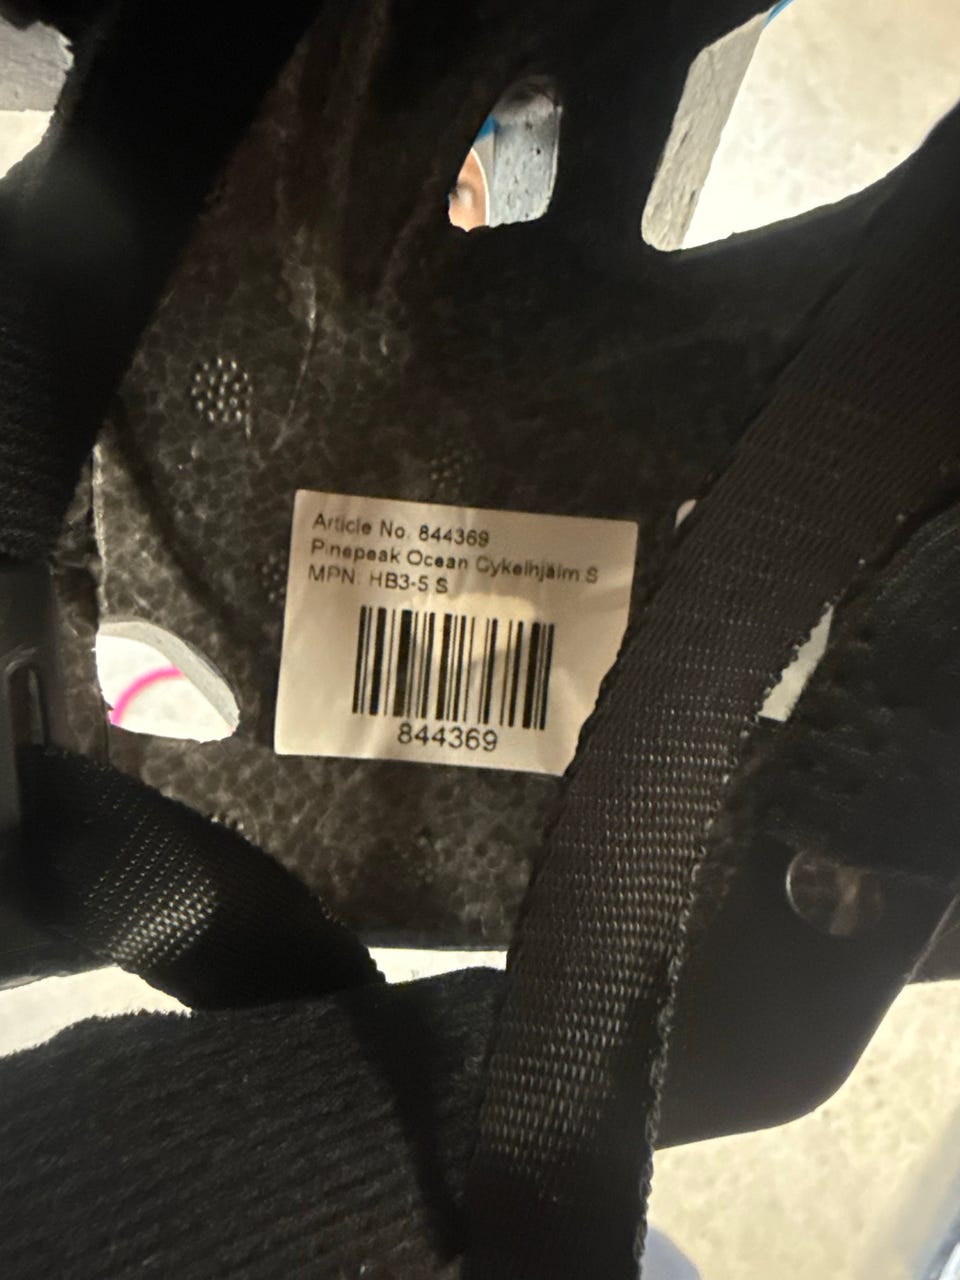 Article No. 844369
Pinepeak Ocean Cykelhjälm S
MPN: HB3-5 S
844369